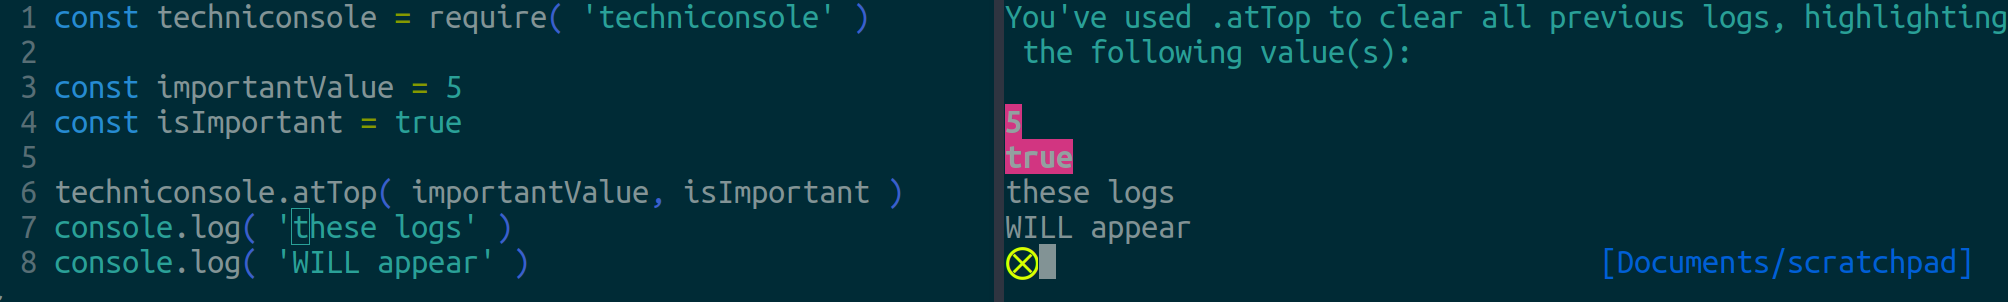 1 const techniconsole = require( 'techniconsole' )
2
3 const importantValue = 5
4 const isImportant = true
5
6 techniconsole.atTop( importantValue, isImportant )
7 console.log( 'these logs' )
8 console.log( 'WILL appear' )
You've used .atTop to clear all previous logs, highlighting
the following value(s):
5
true
these logs
WILL appear
[Documents/scratchpad]